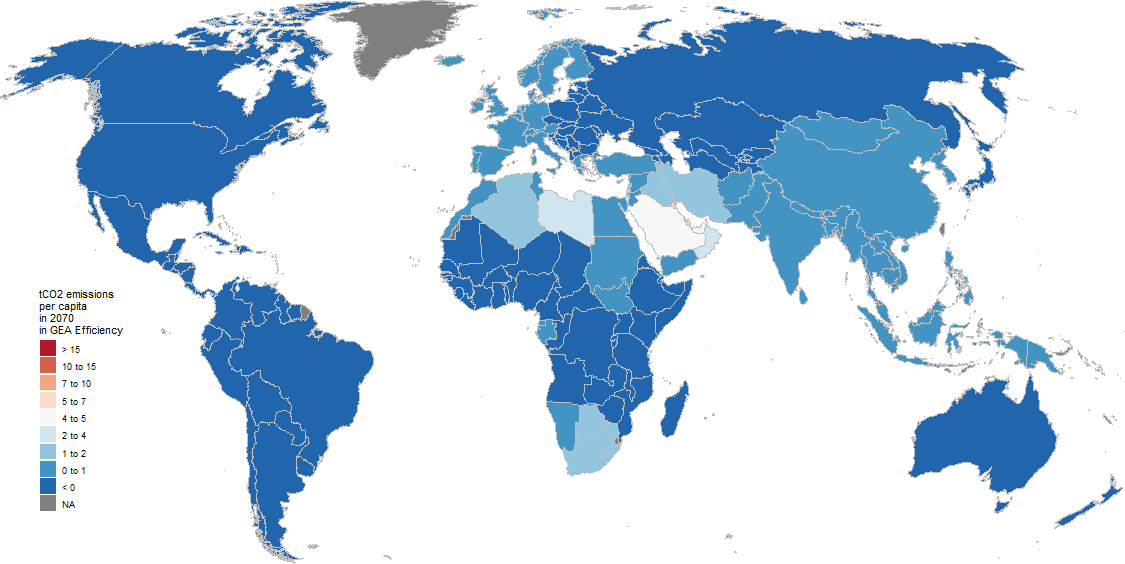 tCO2 emissions
per capita
in 2070
in GEA Efficiency
> 15
10 to 15
7 to 10
5 to 7
4 to 5
2 to 4
1 to 2
0 to 1
< 0
NA